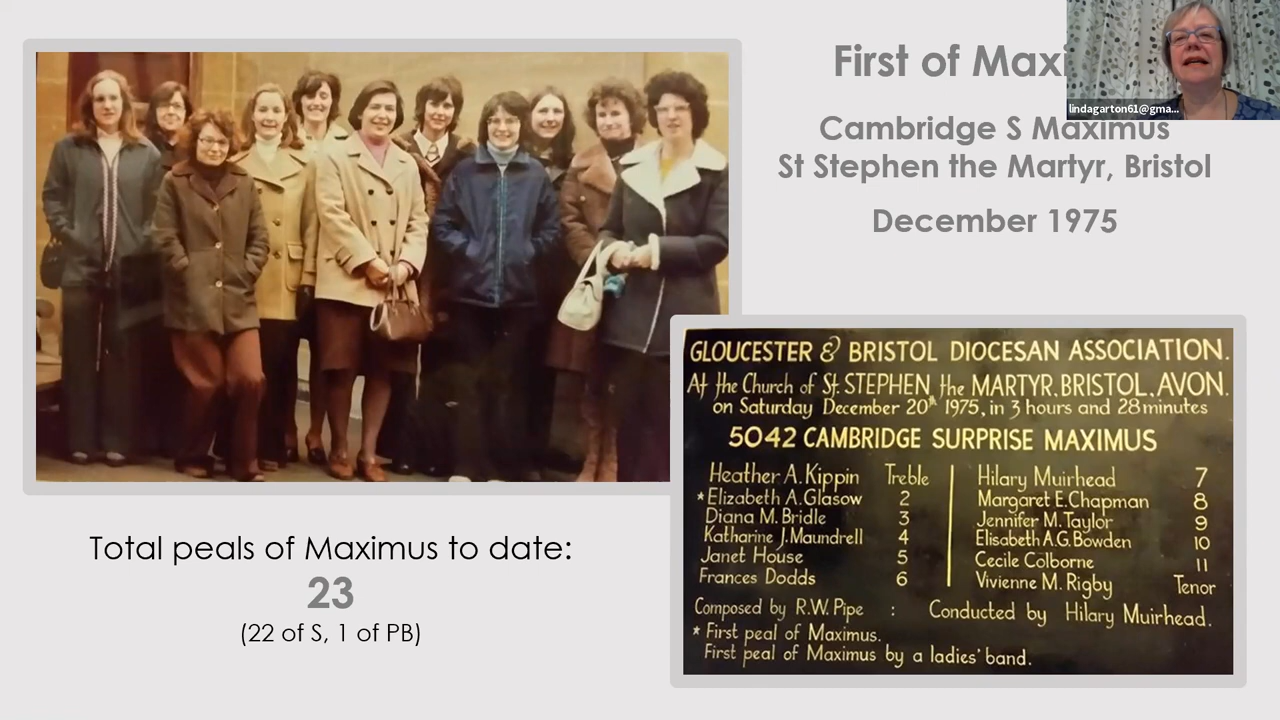 First of Maxi
lindagarton61@gma...
Cambridge S Maximus
St Stephen the Martyr, Bristol
December 1975
GLOUCESTER & BRISTOL DIOCESAN ASSOCIATION.
At the Church of St. STEPHEN the MARTYR, BRISTOL, AVON.
on Saturday December 20th 1975, in 3 hours and 28 minutes
5042 CAMBRIDGE SURPRISE MAXIMUS
Heather A. Kippin Treble
* Elizabeth A. Glasow 2
Diana M. Bridle 3
Katharine J. Maundrell 4
Janet House 5
Frances Dodds 6
Hilary Muirhead 7
Margaret E. Chapman 8
Jennifer M. Taylor 9
Elisabeth A.G. Bowden 10
Cecile Colborne 11
Vivienne M. Rigby Tenor
Composed by R.W. Pipe : Conducted by Hilary Muirhead.
* First peal of Maximus.
First peal of Maximus by a ladies' band.
Total peals of Maximus to date:
23
(22 of S, 1 of PB)